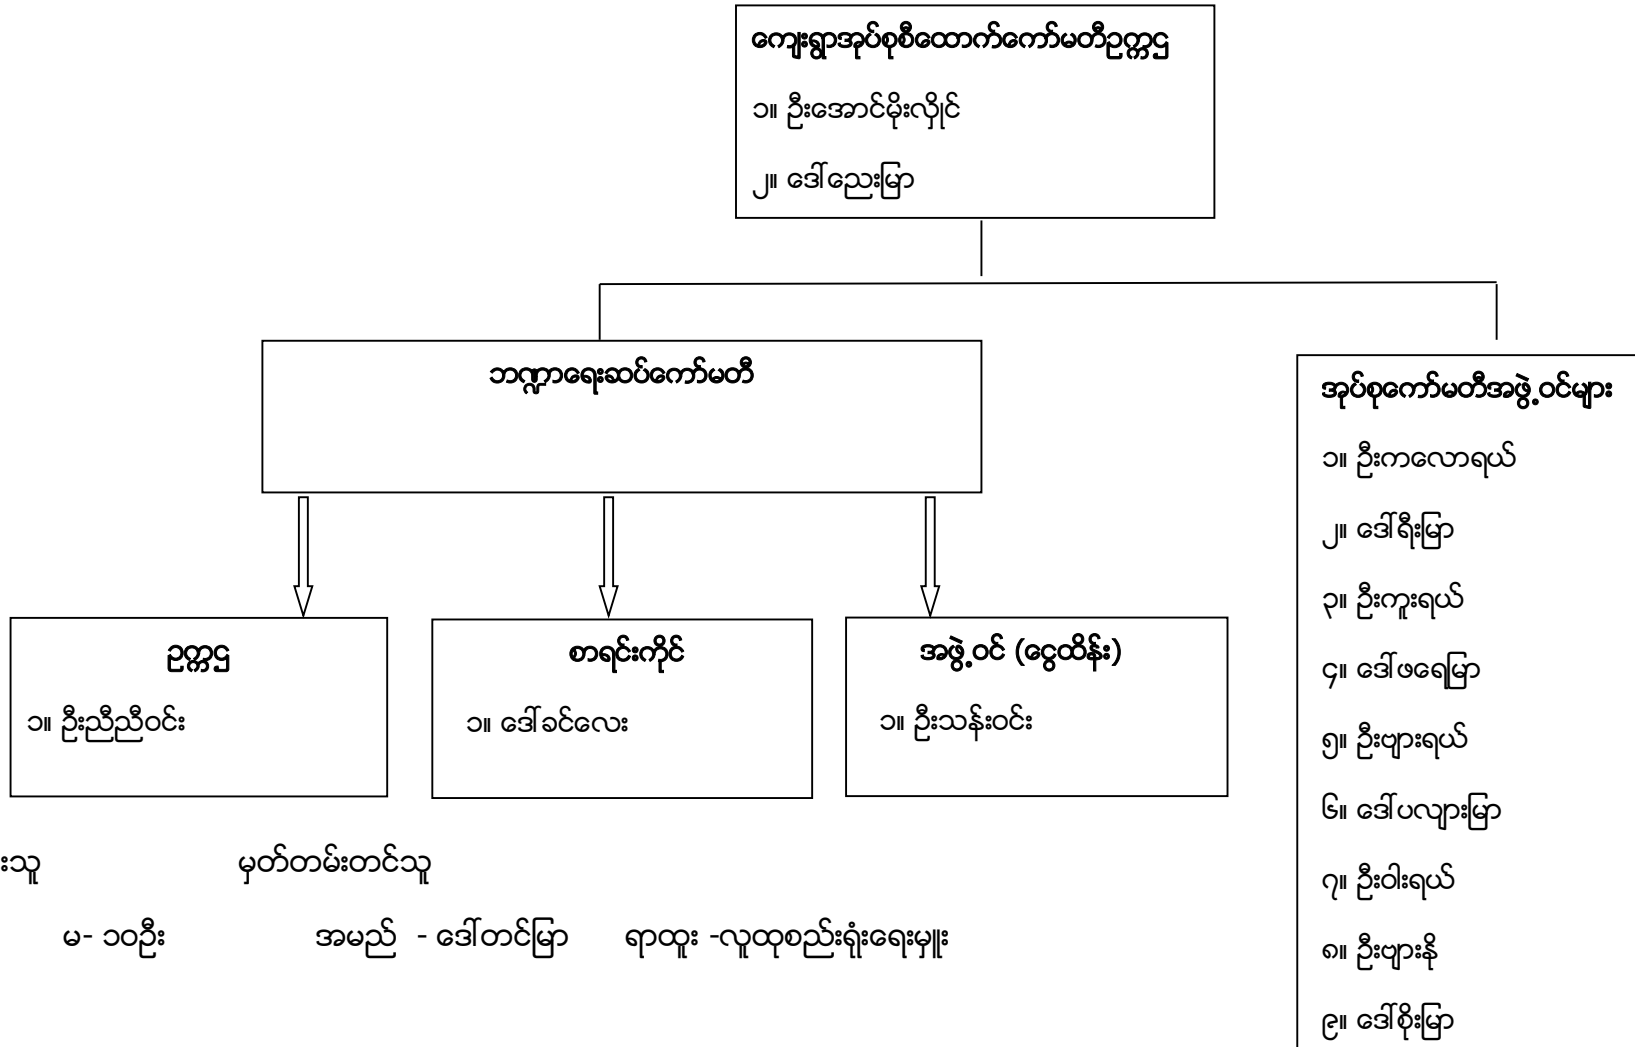 ကျေးရွာအုပ်စုစီထောက်ကော်မတီဥက္ကဌ
၁။ ဦးအောင်မိုးလှိုင်
၂။ ဒေါ်ညေးမြာ
ဘဏ္ဍာရေးဆပ်ကော်မတီ
ဥက္ကဌ
၁။ ဦးညီညီဝင်း
စာရင်းကိုင်
၁။ ဒေါ်ခင်လေး
အဖွဲ့ဝင် (ငွေထိန်း)
၁။ ဦးသန်းဝင်း
အုပ်စုကော်မတီအဖွဲ့ဝင်များ
၁။ ဦးကလောရယ်
၂။ ဒေါ်ရီးမြာ
၃။ ဦးကူးရယ်
၄။ ဒေါ်ဖရေမြာ
၅။ ဦးဗျားရယ်
၆။ ဒေါ်ပလျားမြာ
၇။ ဦးဝါးရယ်
၈။ ဦးဗျားနို
၉။ ဒေါ်စိုးမြာ
းသူ မှတ်တမ်းတင်သူ
မ- ၁၀ဦး အမည် - ဒေါ်တင်မြာ ရာထူး -လူထုစည်းရုံးရေးမှူး